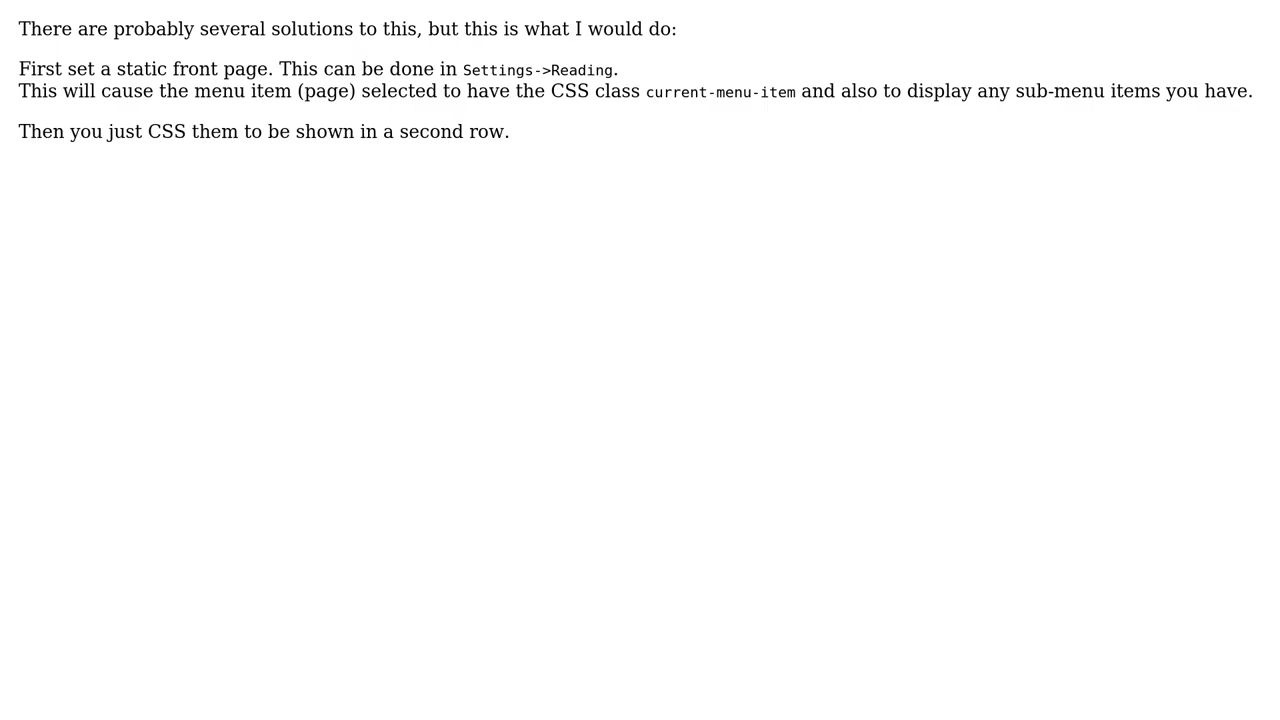 There are probably several solutions to this, but this is what I would do:
First set a static front page. This can be done in Settings->Reading.
This will cause the menu item (page) selected to have the CSS class current-menu-item and also to display any sub-menu items you have.
Then you just CSS them to be shown in a second row.